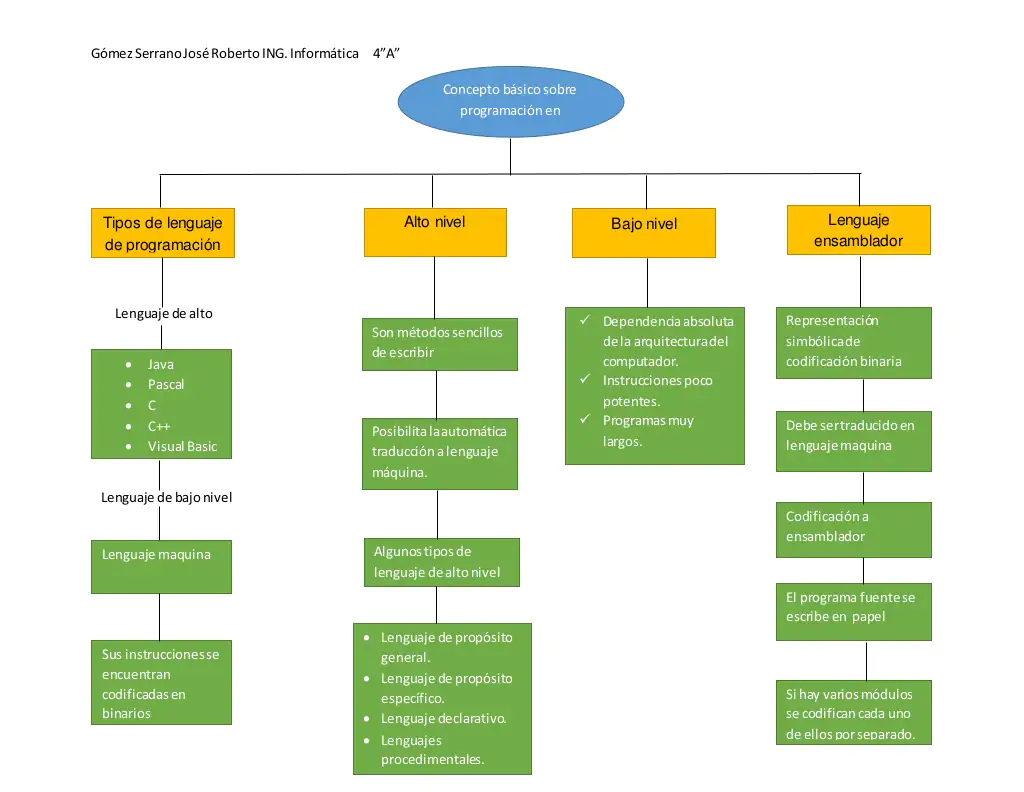 Gómez Serrano José Roberto ING. Informática 4”A”
Concepto básico sobre
programación en
Tipos de lenguaje
de programación
Lenguaje de alto
• Java
• Pascal
• C
• C++
• Visual Basic
Lenguaje de bajo nivel
Lenguaje maquina
Sus instrucciones se
encuentran
codificadas en
binarios
Alto nivel
Son métodos sencillos
de escribir
Posibilita la automática
traducción a lenguaje
máquina.
Algunos tipos de
lenguaje de alto nivel
• Lenguaje de propósito
general.
• Lenguaje de propósito
específico.
• Lenguaje declarativo.
• Lenguajes
procedimentales.
Bajo nivel
✓ Dependencia absoluta
de la arquitectura del
computador.
✓ Instrucciones poco
potentes.
✓ Programas muy
largos.
Lenguaje
ensamblador
Representación
simbólica de
codificación binaria
Debe ser traducido en
lenguaje maquina
Codificación a
ensamblador
El programa fuente se
escribe en papel
Si hay varios módulos
se codifican cada uno
de ellos por separado.